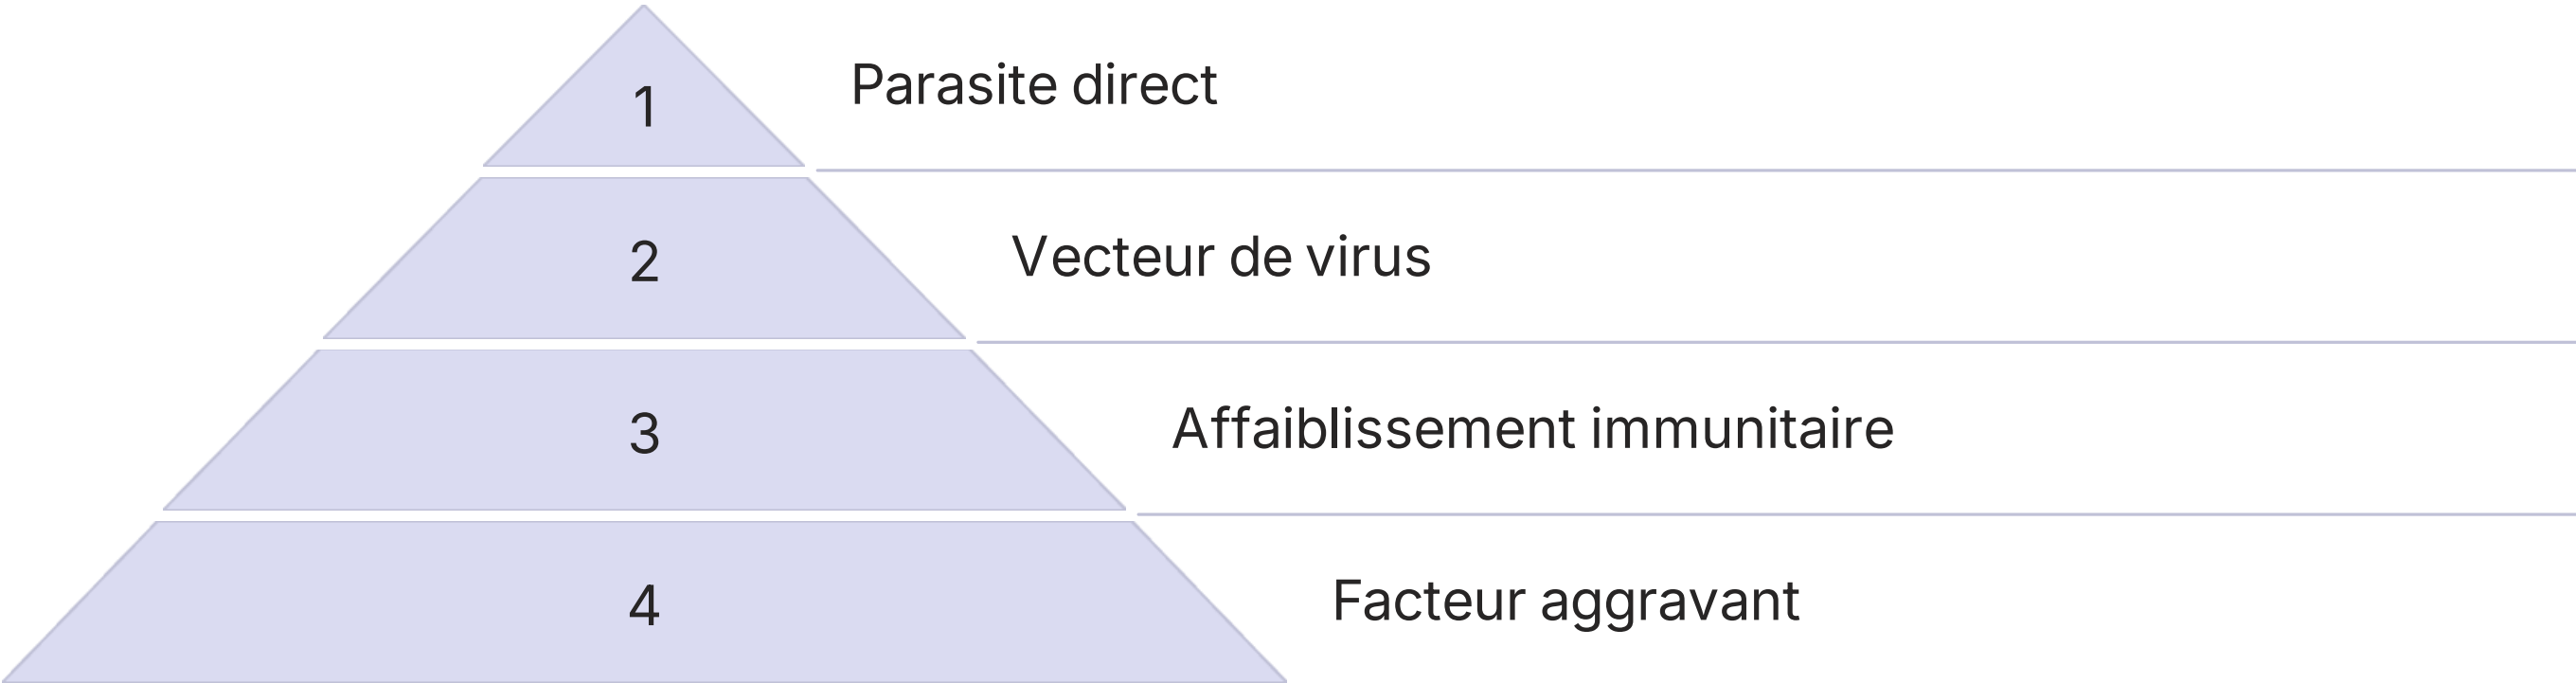 1
Parasite direct
2
Vecteur de virus
3
Affaiblissement immunitaire
4
Facteur aggravant